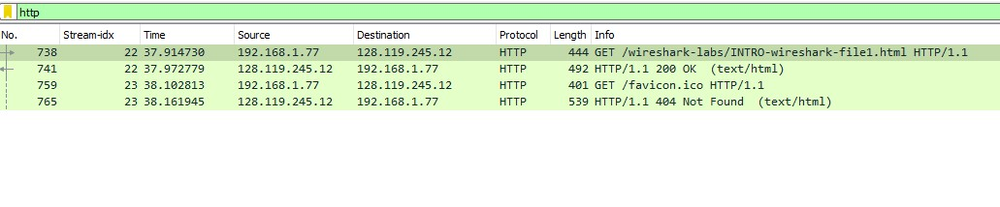 http
No. Stream-idx Time Source Destination Protocol Length Info
738 22 37.914730 192.168.1.77 128.119.245.12 HTTP 444 GET /wireshark-labs/INTRO-wireshark-file1.html HTTP/1.1
741 22 37.972779 128.119.245.12 192.168.1.77 HTTP 492 HTTP/1.1 200 OK (text/html)
759 23 38.102813 192.168.1.77 128.119.245.12 HTTP 401 GET /favicon.ico HTTP/1.1
765 23 38.161945 128.119.245.12 192.168.1.77 HTTP 539 HTTP/1.1 404 Not Found (text/html)